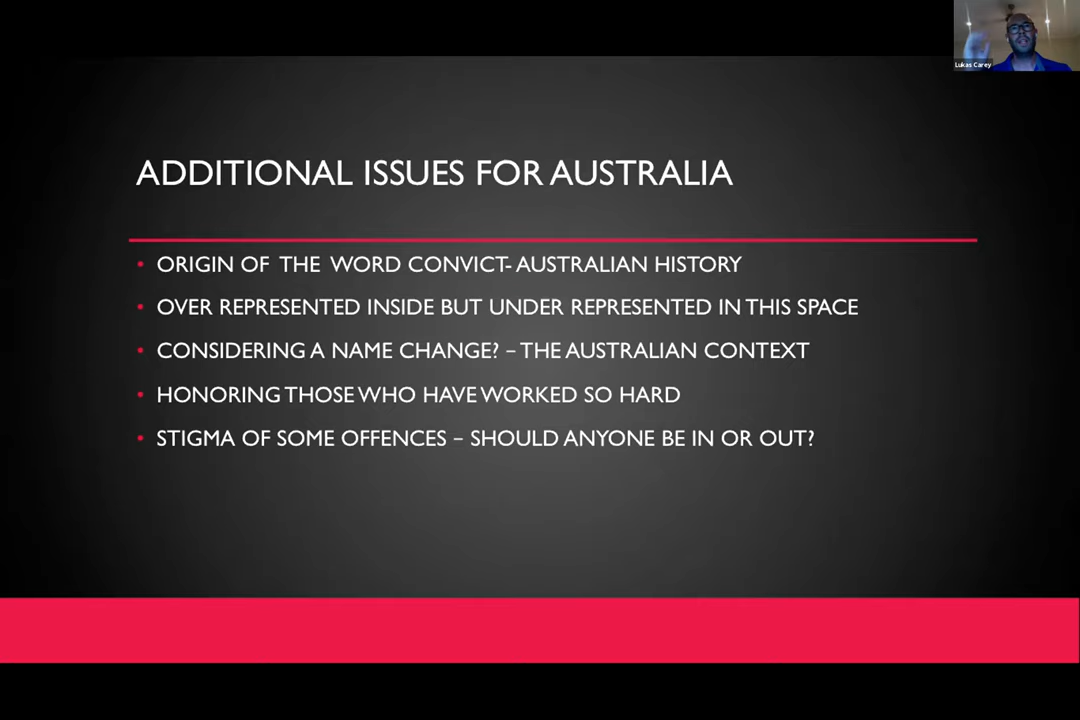 Lukas Carey
ADDITIONAL ISSUES FOR AUSTRALIA
ORIGIN OF THE WORD CONVICT- AUSTRALIAN HISTORY
OVER REPRESENTED INSIDE BUT UNDER REPRESENTED IN THIS SPACE
CONSIDERING A NAME CHANGE? – THE AUSTRALIAN CONTEXT
HONORING THOSE WHO HAVE WORKED SO HARD
STIGMA OF SOME OFFENCES – SHOULD ANYONE BE IN OR OUT?